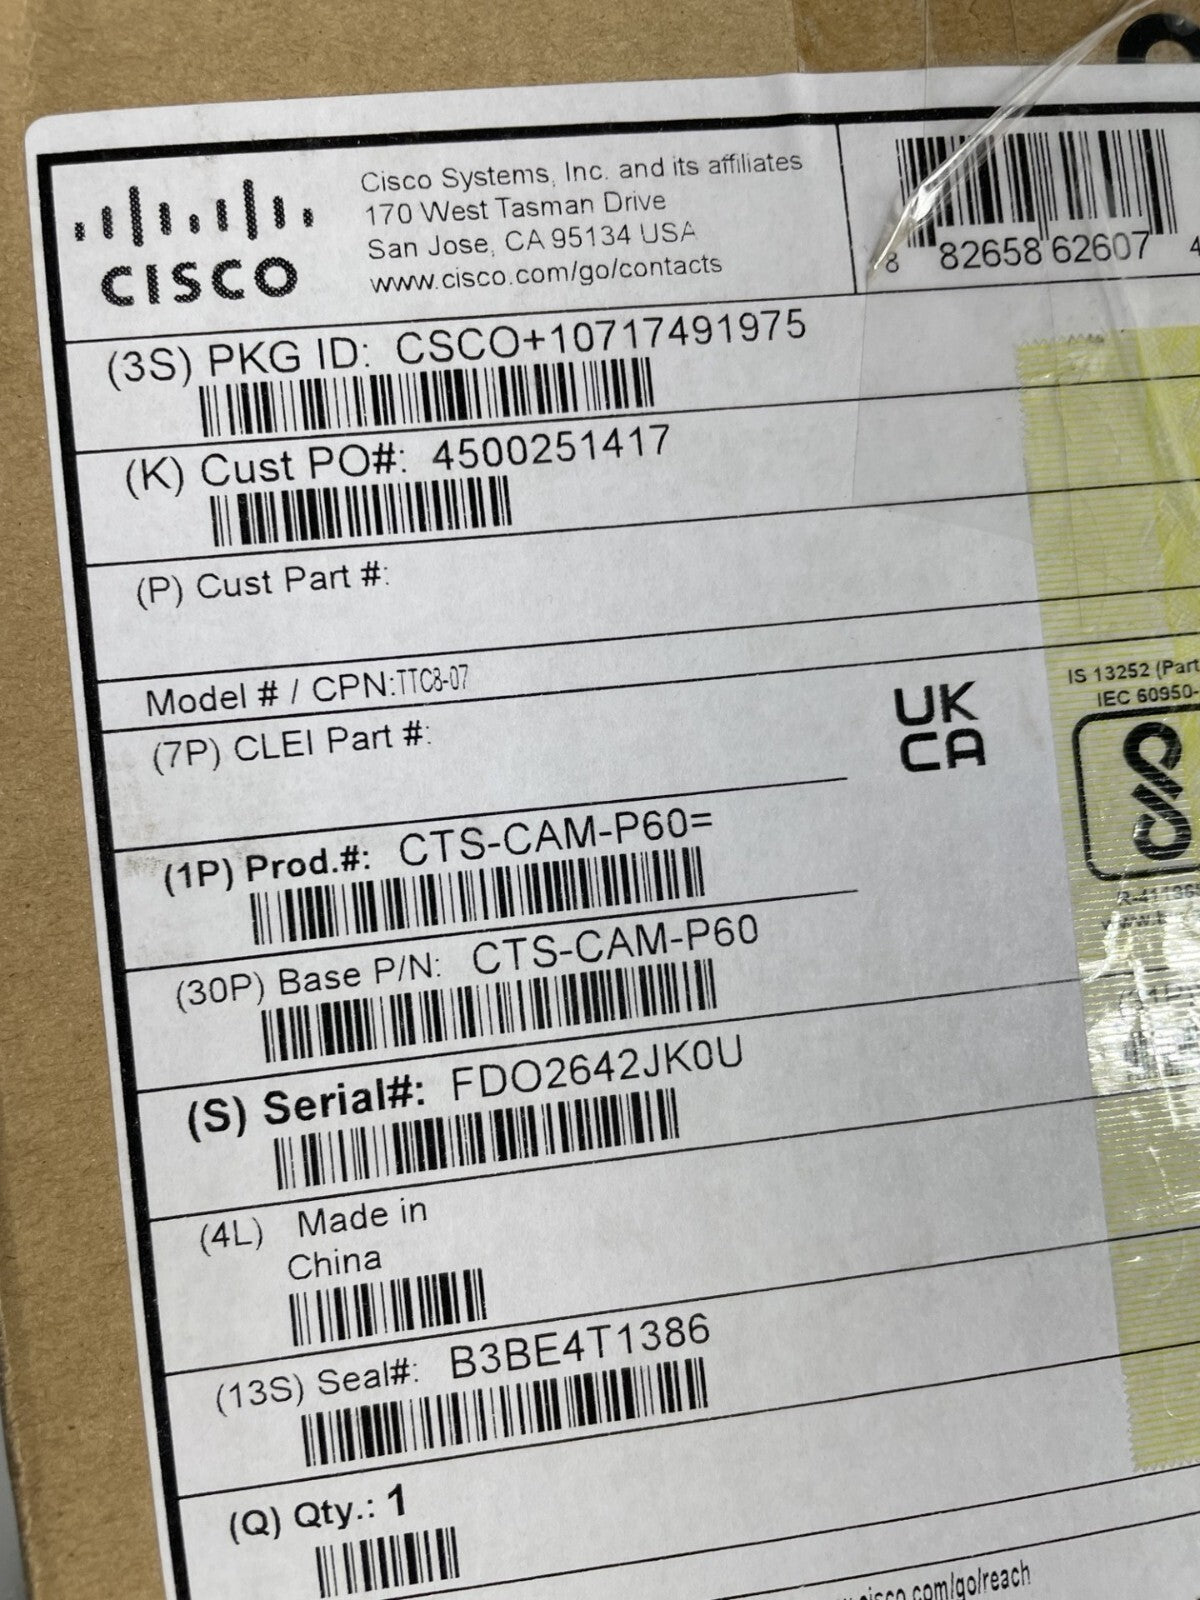 CISCO
Cisco Systems, Inc. and its affiliates
170 West Tasman Drive
San Jose, CA 95134 USA
www.cisco.com/go/contacts
8 82658 62607 4
(3S) PKG ID: CSCO+10717491975
(K) Cust PO#: 4500251417
(P) Cust Part #:
Model # / CPN:TTC8-07
(7P) CLEI Part #:
UK
CA
IS 13252 (Part
IEC 60950-
(1P) Prod.#: CTS-CAM-P60=
(30P) Base P/N: CTS-CAM-P60
(S) Serial#: FDO2642JK0U
(4L) Made in
China
(13S) Seal#: B3BE4T1386
(Q) Qty.: 1
cisco.com/go/reach